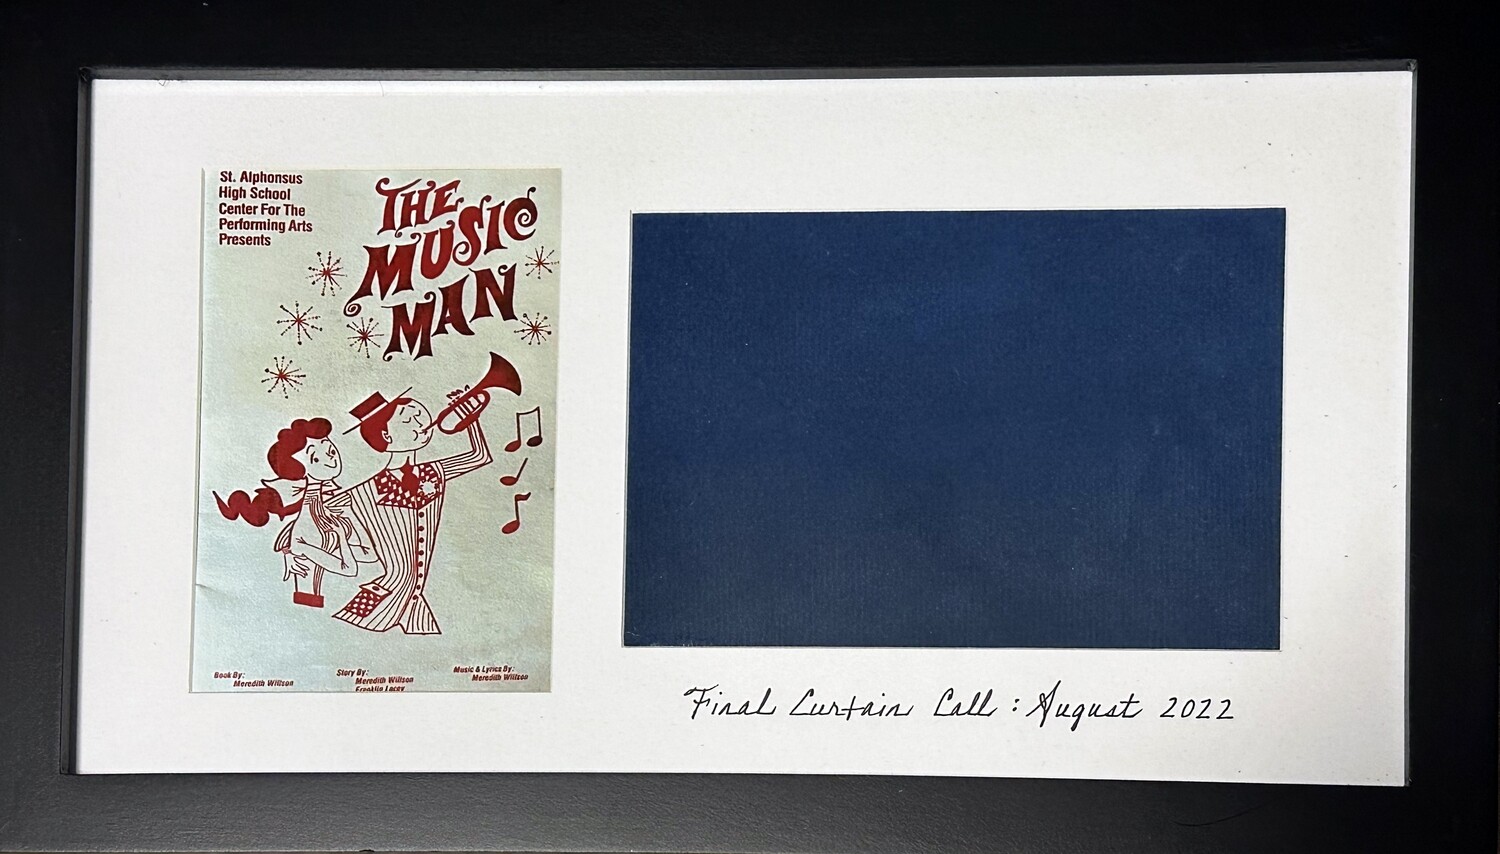 St. Alphonsus
High School
Center For The
Performing Arts
Presents
THE
MUSIC
MAN
Book By:
Meredith Willson
Story By:
Meredith Willson
Franklin Lacey
Music & Lyrics By:
Meredith Willson
Final Curtain Call : August 2022